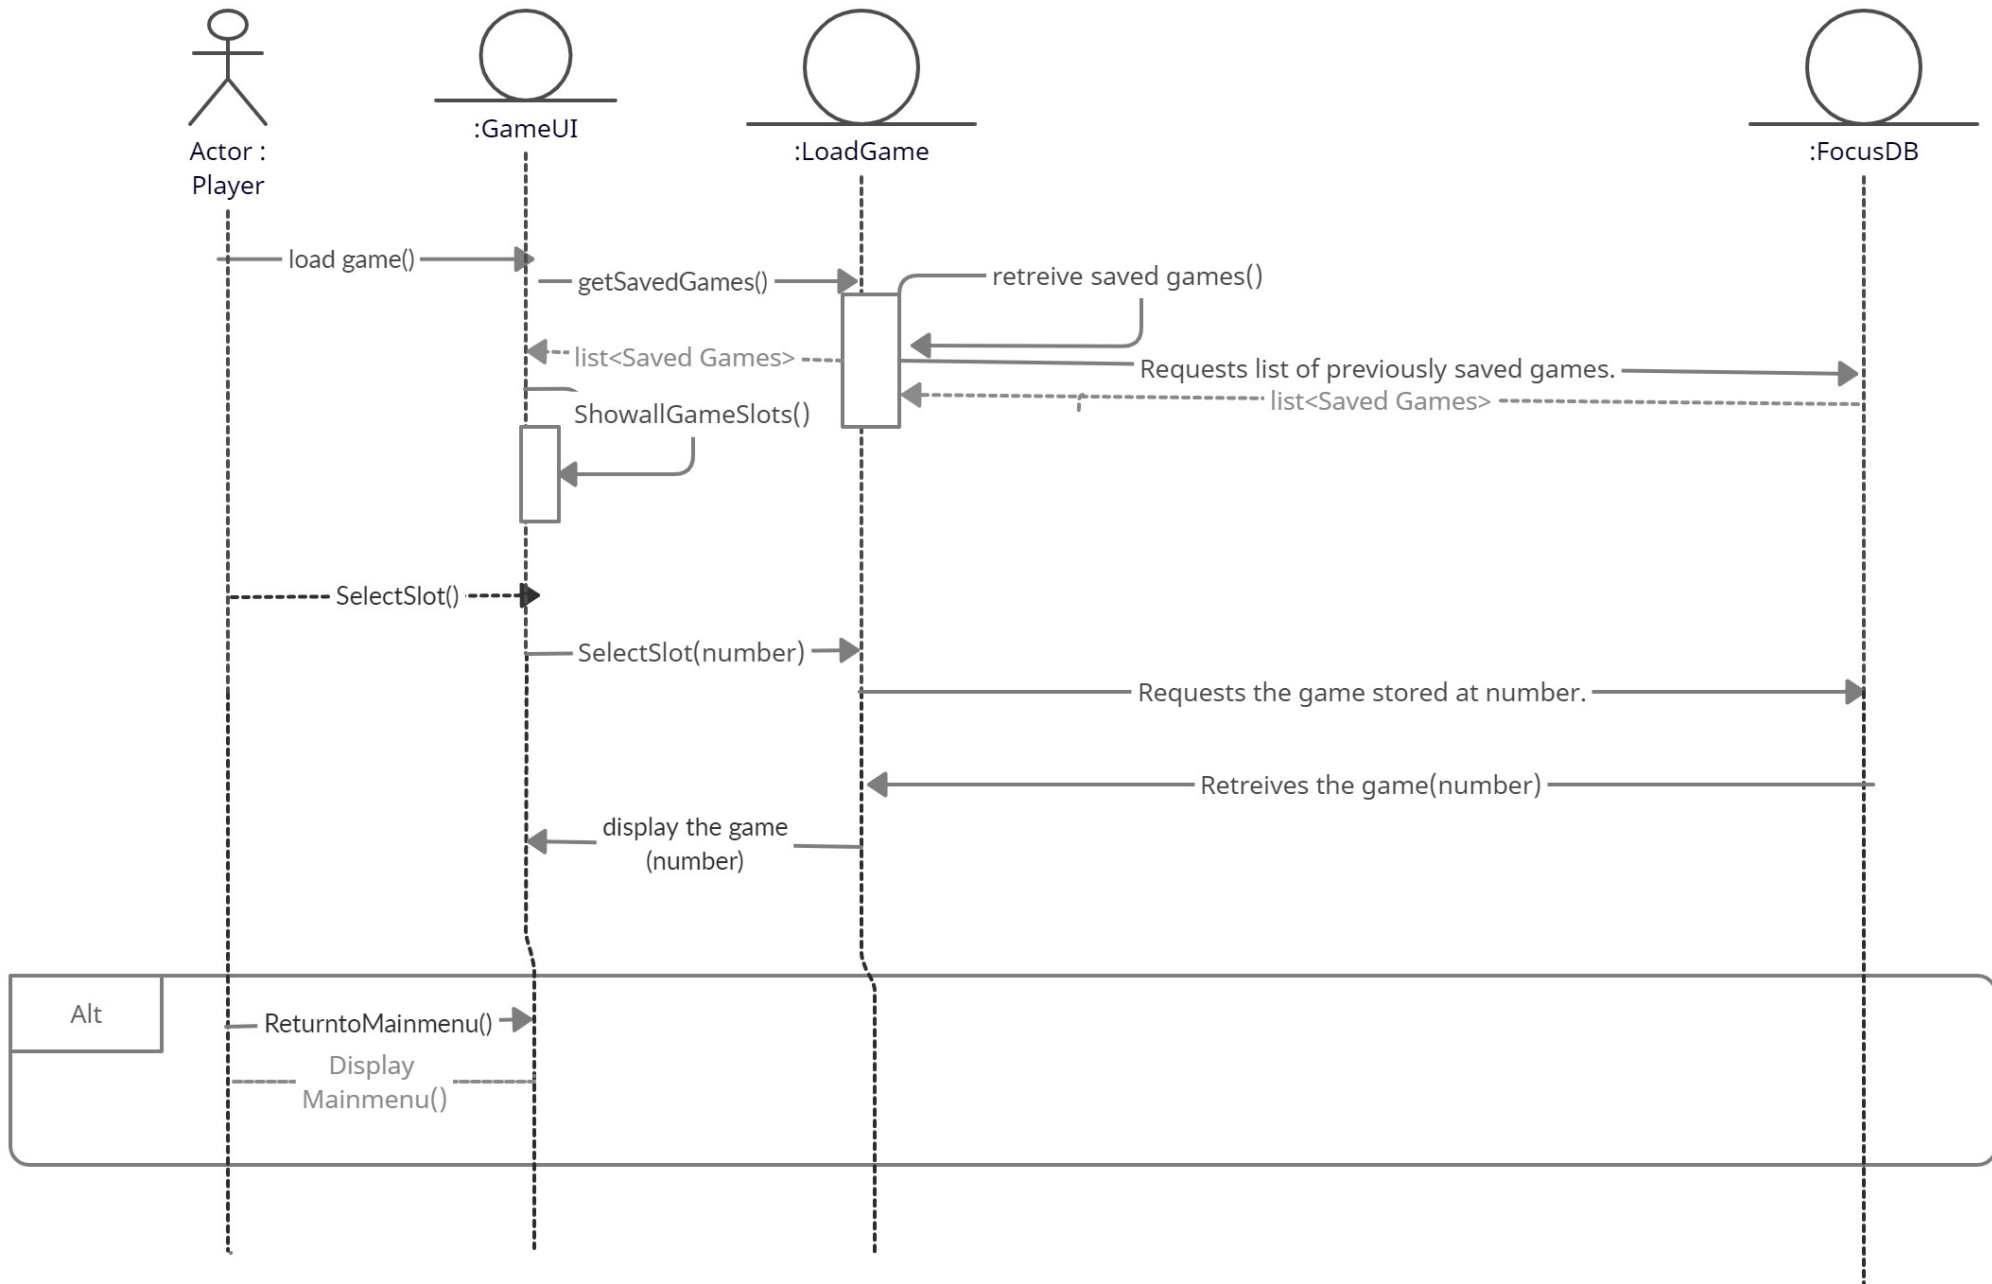 :GameUI
Actor :
Player
:LoadGame
:FocusDB
load game()
getSavedGames()
retreive saved games()
list<Saved Games>
Requests list of previously saved games.
list<Saved Games>
ShowallGameSlots()
SelectSlot()
SelectSlot(number)
Requests the game stored at number.
Retreives the game(number)
display the game
(number)
Alt
ReturntoMainmenu()
Display
Mainmenu()